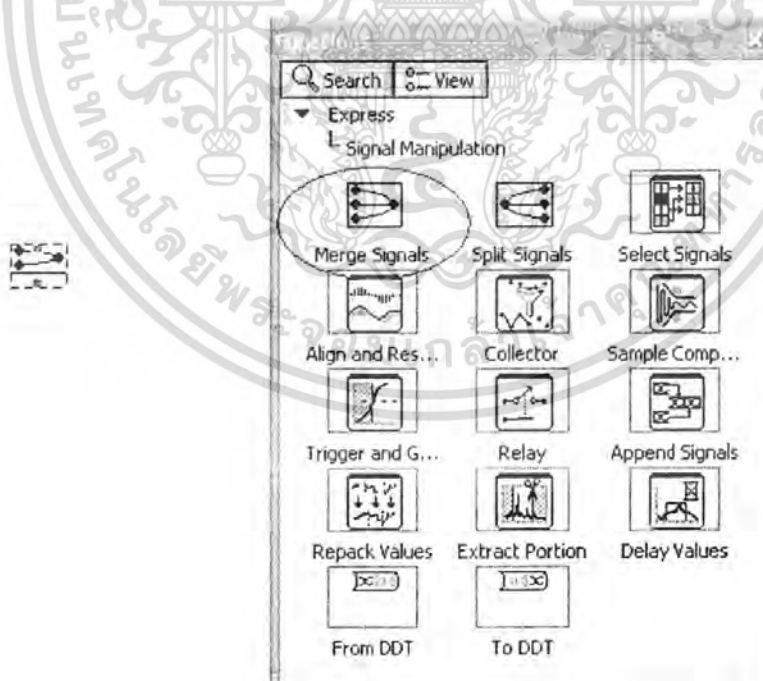 Search View
Express
Signal Manipulation
Merge Signals Split Signals Select Signals
Align and Res... Collector Sample Comp...
Trigger and G... Relay Append Signals
Repack Values Extract Portion Delay Values
From DDT To DDT